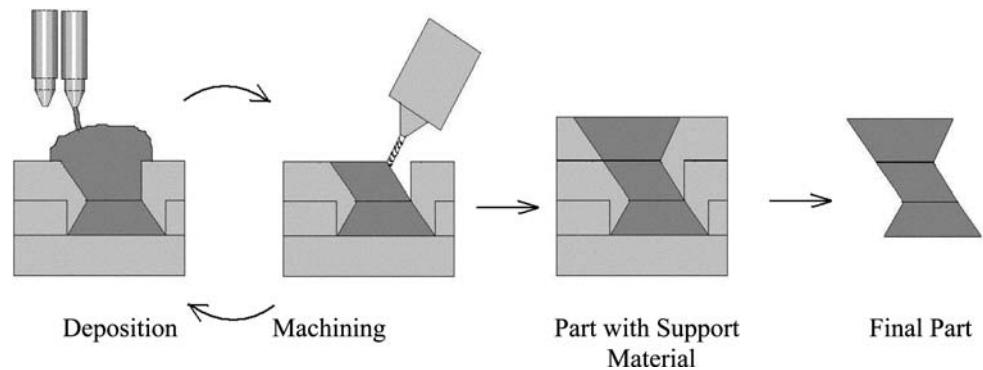 Deposition
Machining
Part with Support
Material
Final Part